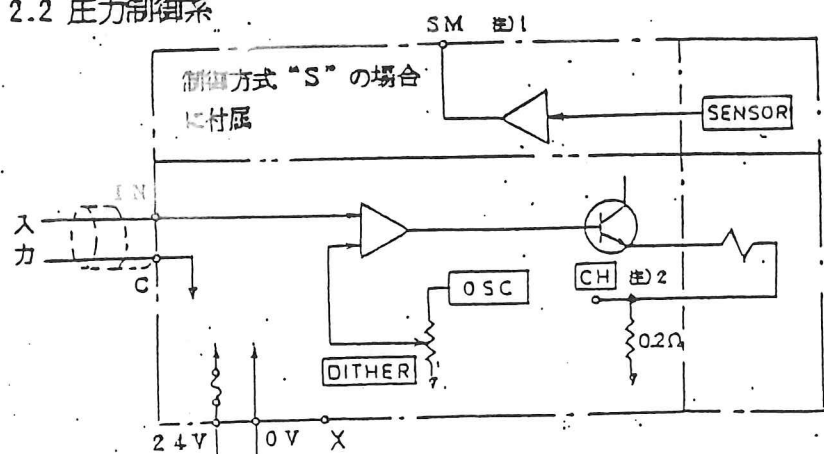 2.2 圧力制御系
SM 注)1
制御方式“S”の場合
に付属
SENSOR
IN
入
力
C
OSC
CH 注)2
0.2Ω
DITHER
24V
0V
X